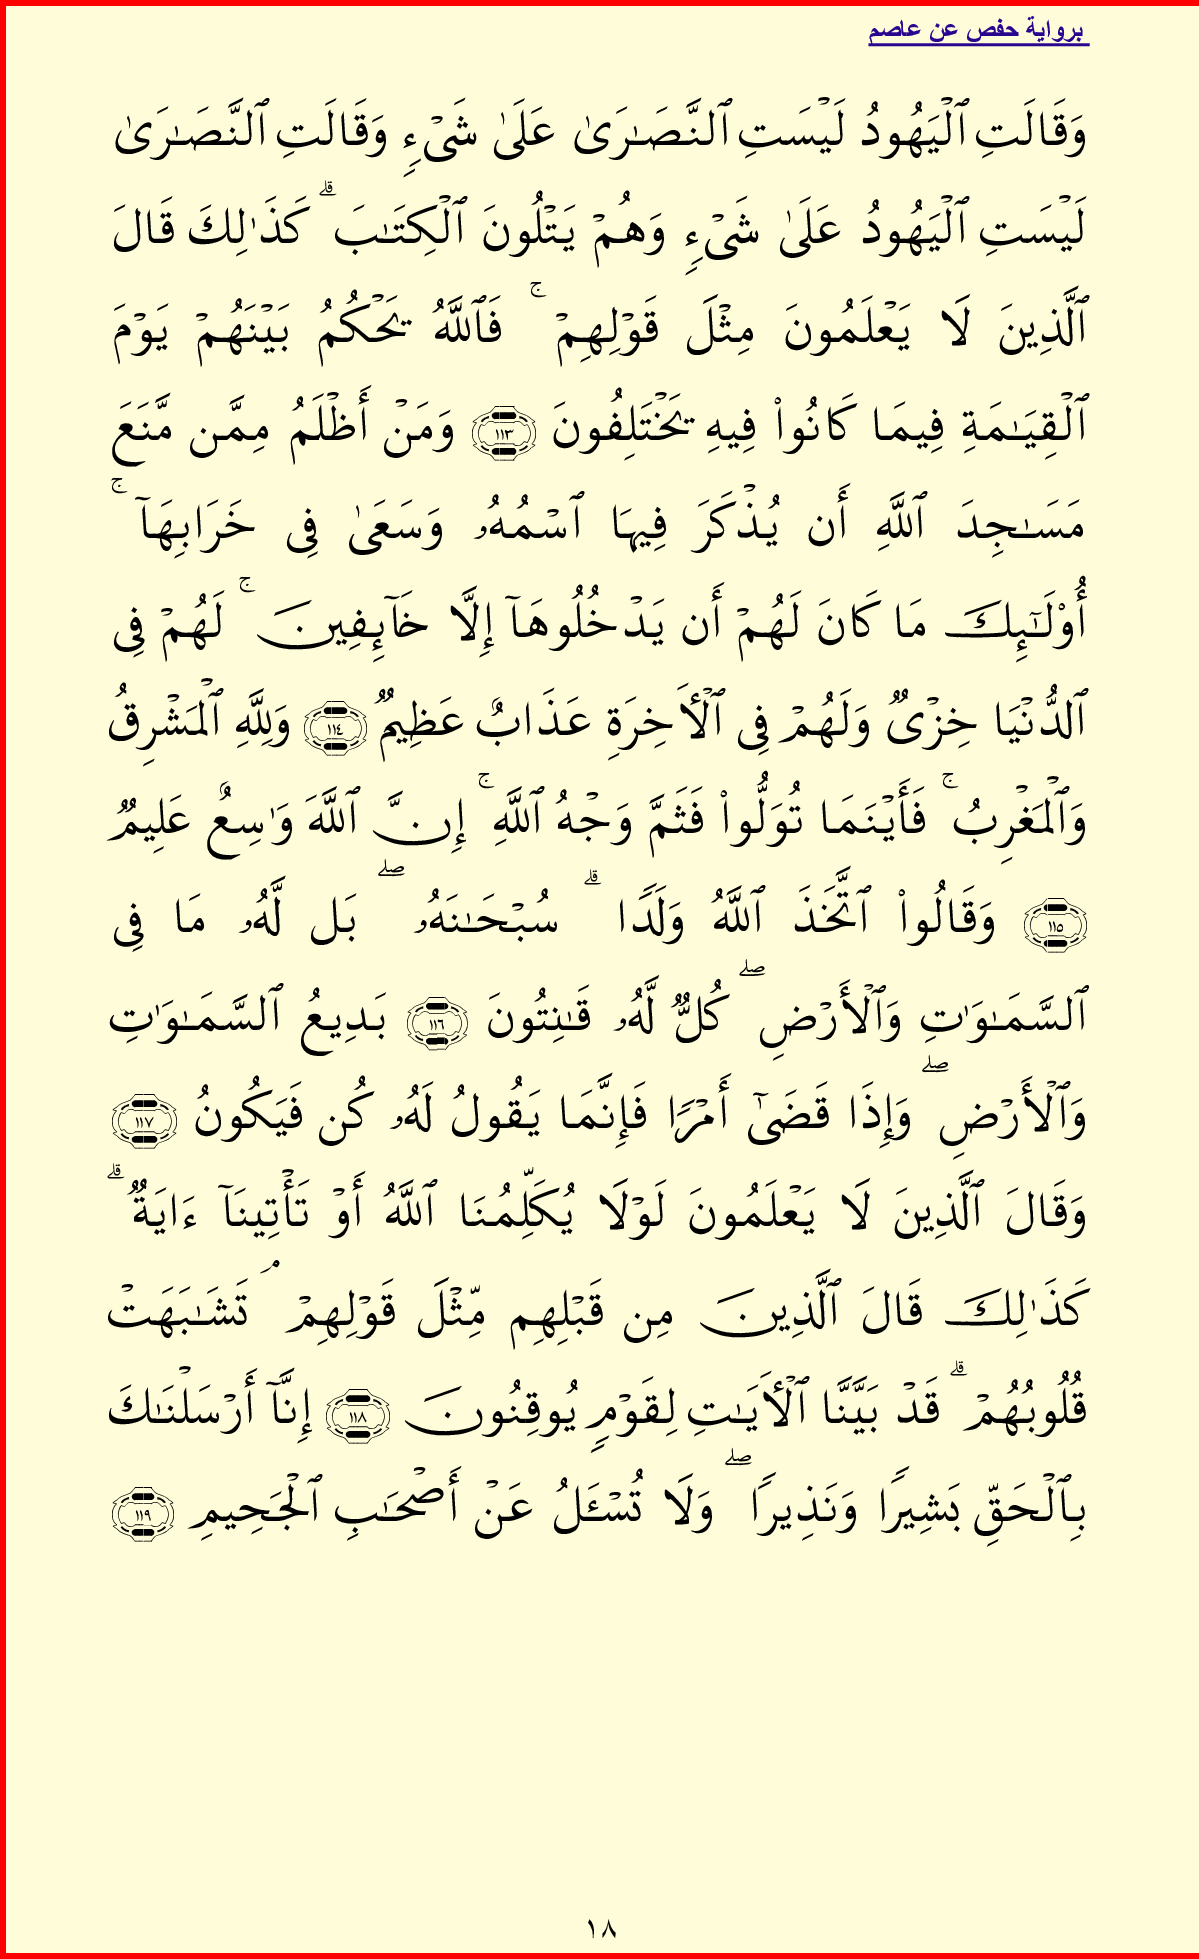 برواية حفص عن عاصم
وَقَالَتِ ٱلۡيَهُودُ لَيۡسَتِ ٱلنَّصَـٰرَىٰ عَلَىٰ شَىۡءٍ وَقَالَتِ ٱلنَّصَـٰرَىٰ
لَيۡسَتِ ٱلۡيَهُودُ عَلَىٰ شَىۡءٍ وَهُمۡ يَتۡلُونَ ٱلۡكِتَـٰبَ ۗ كَذَٰلِكَ قَالَ
ٱلَّذِينَ لَا يَعۡلَمُونَ مِثۡلَ قَوۡلِهِمۡ ۚ فَٱللَّهُ يَحۡكُمُ بَيۡنَهُمۡ يَوۡمَ
ٱلۡقِيَـٰمَةِ فِيمَا كَانُوا۟ فِيهِ يَخۡتَلِفُونَ ١١٣ وَمَنۡ أَظۡلَمُ مِمَّن مَّنَعَ
مَسَـٰجِدَ ٱللَّهِ أَن يُذۡكَرَ فِيہَا ٱسۡمُهُۥ وَسَعَىٰ فِى خَرَابِهَآ ۚ
أُو۟لَـٰٓئِكَ مَا كَانَ لَهُمۡ أَن يَدۡخُلُوهَآ إِلَّا خَآئِفِينَ ۚ لَهُمۡ فِى
ٱلدُّنۡيَا خِزۡىٌ وَلَهُمۡ فِى ٱلۡأَخِرَةِ عَذَابٌ عَظِيمٌ ١١٤ وَلِلَّهِ ٱلۡمَشۡرِقُ
وَٱلۡمَغۡرِبُ ۚ فَأَيۡنَمَا تُوَلُّوا۟ فَثَمَّ وَجۡهُ ٱللَّهِ ۚ إِنَّ ٱللَّهَ وَٰسِعٌ عَلِيمٌ
١١٥ وَقَالُوا۟ ٱتَّخَذَ ٱللَّهُ وَلَدًا ۗ سُبۡحَـٰنَهُۥ ۖ بَل لَّهُۥ مَا فِى
ٱلسَّمَـٰوَٰتِ وَٱلۡأَرۡضِ ۖ كُلٌّ لَّهُۥ قَـٰنِتُونَ ١١٦ بَدِيعُ ٱلسَّمَـٰوَٰتِ
وَٱلۡأَرۡضِ ۖ وَإِذَا قَضَىٰٓ أَمۡرًا فَإِنَّمَا يَقُولُ لَهُۥ كُن فَيَكُونُ ١١٧
وَقَالَ ٱلَّذِينَ لَا يَعۡلَمُونَ لَوۡلَا يُكَلِّمُنَا ٱللَّهُ أَوۡ تَأۡتِينَآ ءَايَةٌ ۗ
كَذَٰلِكَ قَالَ ٱلَّذِينَ مِن قَبۡلِهِم مِّثۡلَ قَوۡلِهِمۡ ۘ تَشَـٰبَهَتۡ
قُلُوبُهُمۡ ۗ قَدۡ بَيَّنَّا ٱلۡأَيَـٰتِ لِقَوۡمٍ يُوقِنُونَ ١١٨ إِنَّآ أَرۡسَلۡنَـٰكَ
بِٱلۡحَقِّ بَشِيرًا وَنَذِيرًا ۖ وَلَا تُسۡـَٔلُ عَنۡ أَصۡحَـٰبِ ٱلۡجَحِيمِ ١١٩
١٨